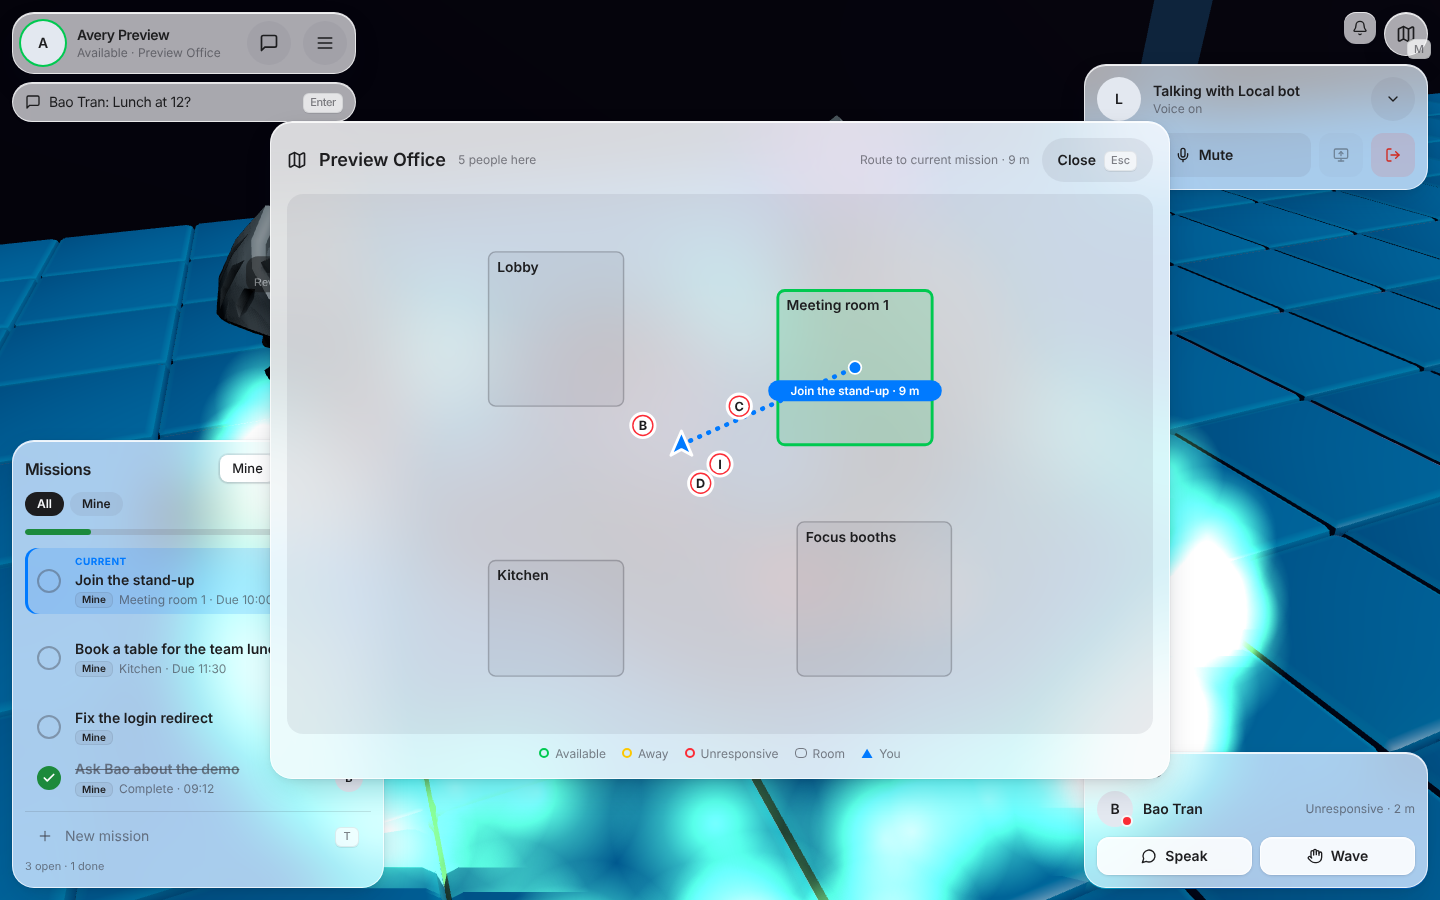 A
Avery Preview
Available · Preview Office
Bao Tran: Lunch at 12?
Enter
M
L
Talking with Local bot
Voice on
Mute
Preview Office
5 people here
Route to current mission · 9 m
Close
Esc
Lobby
Meeting room 1
Join the stand-up · 9 m
C
B
I
D
Focus booths
Kitchen
Available
Away
Unresponsive
Room
You
Missions
Mine
All
Mine
CURRENT
Join the stand-up
Mine
Meeting room 1 · Due 10:00
Book a table for the team
Mine
Kitchen · Due 11:30
Fix the login redirect
Mine
Ask Bao about the demo
Mine
Complete · 09:12
New mission
T
3 open · 1 done
B
Bao Tran
Unresponsive · 2 m
Speak
Wave